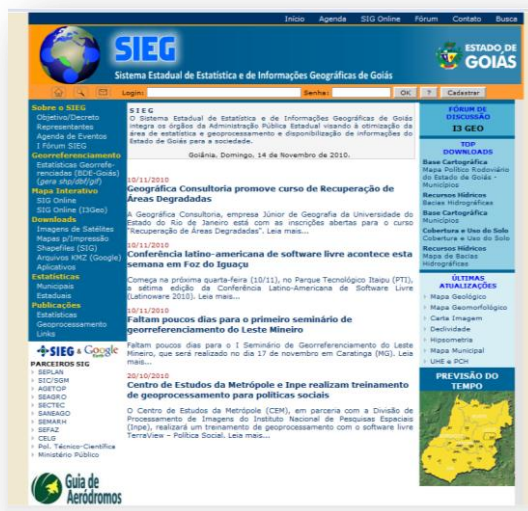 Início Agenda SIG Online Fórum Contato Busca
SIEG
Sistema Estadual de Estatística e de Informações Geográficas de Goiás
ESTADO DE
GOIÁS
Login: Senha: OK ? Cadastrar
Sobre o SIEG
Objetivo/Decreto
Representantes
Agenda de Eventos
I Fórum SIEG
Georreferenciamento
Estatísticas Georrefe-
renciadas (BDE-Goiás)
(gera shp/dbf/gif)
Mapa Interativo
SIG Online
SIG Online (I3Geo)
Downloads
Imagens de Satélites
Mapas p/Impressão
Shapefiles (SIG)
Arquivos KMZ (Google)
Aplicativos
Estatísticas
Municipais
Estaduais
Publicações
Estatísticas
Geoprocessamento
Links
SIEG & Google
PARCEIROS SIG
SEPLAN
SIC/SGM
AGETOP
SEAGRO
SECTEC
SANEAGO
SEMARH
SEFAZ
CELG
Pol. Técnico-Científica
Ministério Público
Guia de
Aeródromos
S I E G
O Sistema Estadual de Estatística e de Informações Geográficas de Goiás
integra os órgãos da Administração Pública Estadual visando à otimização da
área de estatística e geoprocessamento e disponibilização de informações do
Estado de Goiás para a sociedade.
Goiânia, Domingo, 14 de Novembro de 2010.
10/11/2010
Geográfica Consultoria promove curso de Recuperação de
Áreas Degradadas
A Geográfica Consultoria, empresa Júnior de Geografia da Universidade do
Estado do Rio de Janeiro está com as inscrições abertas para o curso
"Recuperação de Áreas Degradadas". Leia mais...
10/11/2010
Conferência latino-americana de software livre acontece esta
semana em Foz do Iguaçu
Começa na próxima quarta-feira (10/11), no Parque Tecnológico Itaipu (PTI),
a sétima edição da Conferência Latino-Americana de Software Livre
(Latinoware 2010). Leia mais...
10/11/2010
Faltam poucos dias para o primeiro seminário de
georreferenciamento do Leste Mineiro
Faltam poucos dias para o I Seminário de Georreferenciamento do Leste
Mineiro, que será realizado no dia 17 de novembro em Caratinga (MG). Leia
mais...
20/10/2010
Centro de Estudos da Metrópole e Inpe realizam treinamento
de geoprocessamento para políticas sociais
O Centro de Estudos da Metrópole (CEM), em parceria com a Divisão de
Processamento de Imagens do Instituto Nacional de Pesquisas Espaciais
(Inpe), realizará um treinamento de geoprocessamento com o software livre
TerraView – Política Social. Leia mais...
FÓRUM DE
DISCUSSÃO
I3 GEO
TOP
DOWNLOADS
Base Cartográfica
Mapa Político Rodoviário
do Estado de Goiás -
Municípios
Recursos Hídricos
Bacias Hidrográficas
Base Cartográfica
Municípios
Cobertura e Uso do Solo
Cobertura e Uso do Solo
Recursos Hídricos
Mapa de Bacias
Hidrográficas
ÚLTIMAS
ATUALIZAÇÕES
Mapa Geológico
Mapa Geomorfológico
Carta Imagem
Declividade
Hipsometria
Mapa Municipal
UHE e PCH
PREVISÃO DO
TEMPO